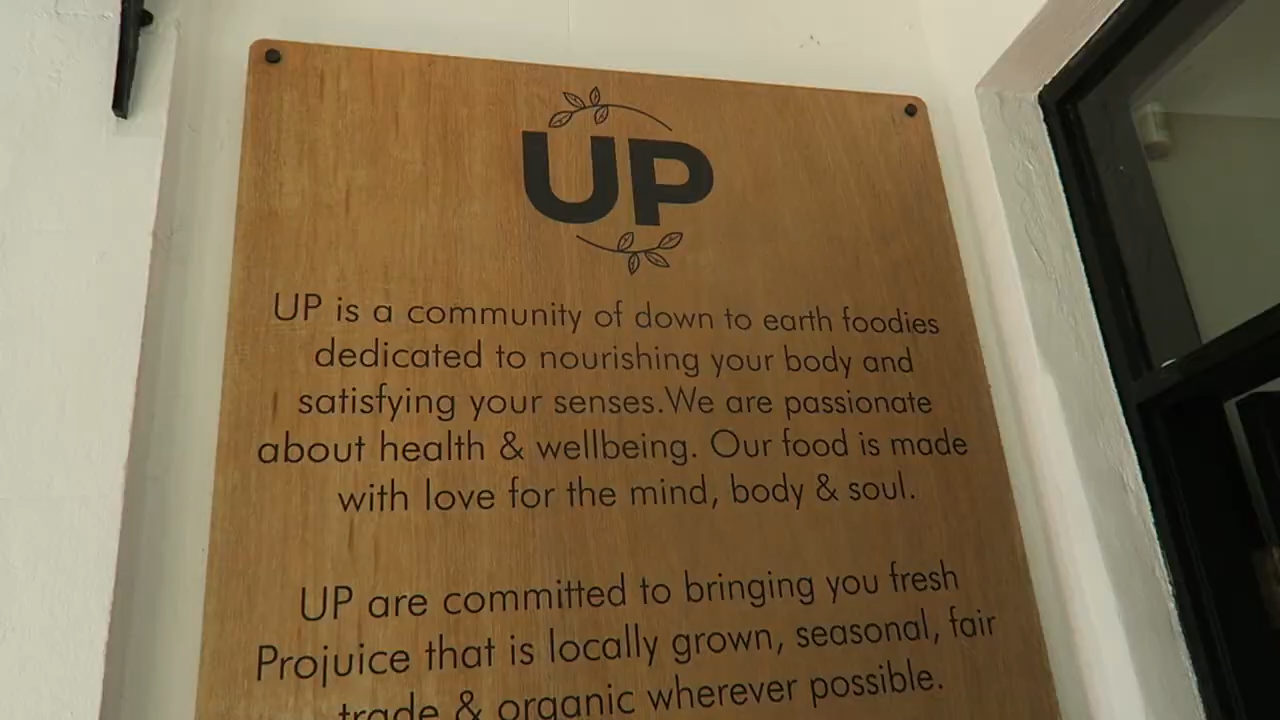 UP
UP is a community of down to earth foodies
dedicated to nourishing your body and
satisfying your senses.We are passionate
about health & wellbeing. Our food is made
with love for the mind, body & soul.
UP are committed to bringing you fresh
Projuice that is locally grown, seasonal, fair
trade & organic wherever possible.